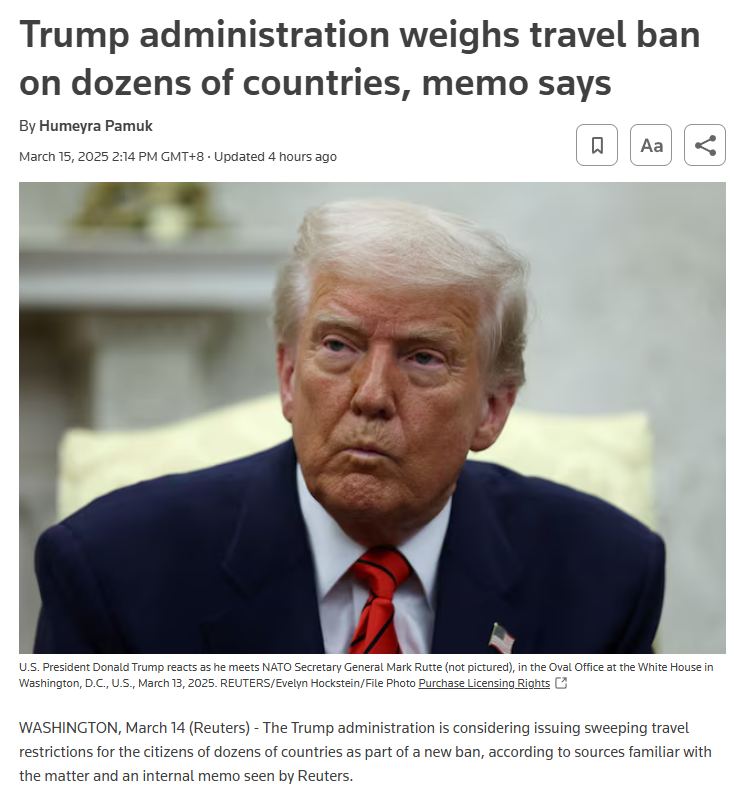 Trump administration weighs travel ban
on dozens of countries, memo says
By Humeyra Pamuk
March 15, 2025 2:14 PM GMT+8 · Updated 4 hours ago
Aa
U.S. President Donald Trump reacts as he meets NATO Secretary General Mark Rutte (not pictured), in the Oval Office at the White House in
Washington, D.C., U.S., March 13, 2025. REUTERS/Evelyn Hockstein/File Photo Purchase Licensing Rights
WASHINGTON, March 14 (Reuters) - The Trump administration is considering issuing sweeping travel
restrictions for the citizens of dozens of countries as part of a new ban, according to sources familiar with
the matter and an internal memo seen by Reuters.